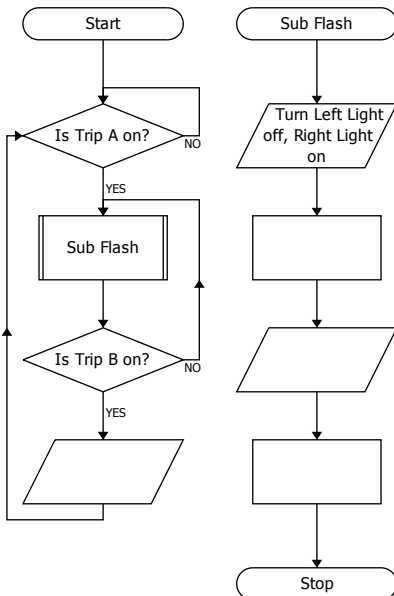 Start
Is Trip A on?
NO
YES
Sub Flash
Is Trip B on?
NO
YES
Sub Flash
Turn Left Light
off, Right Light
on
Stop